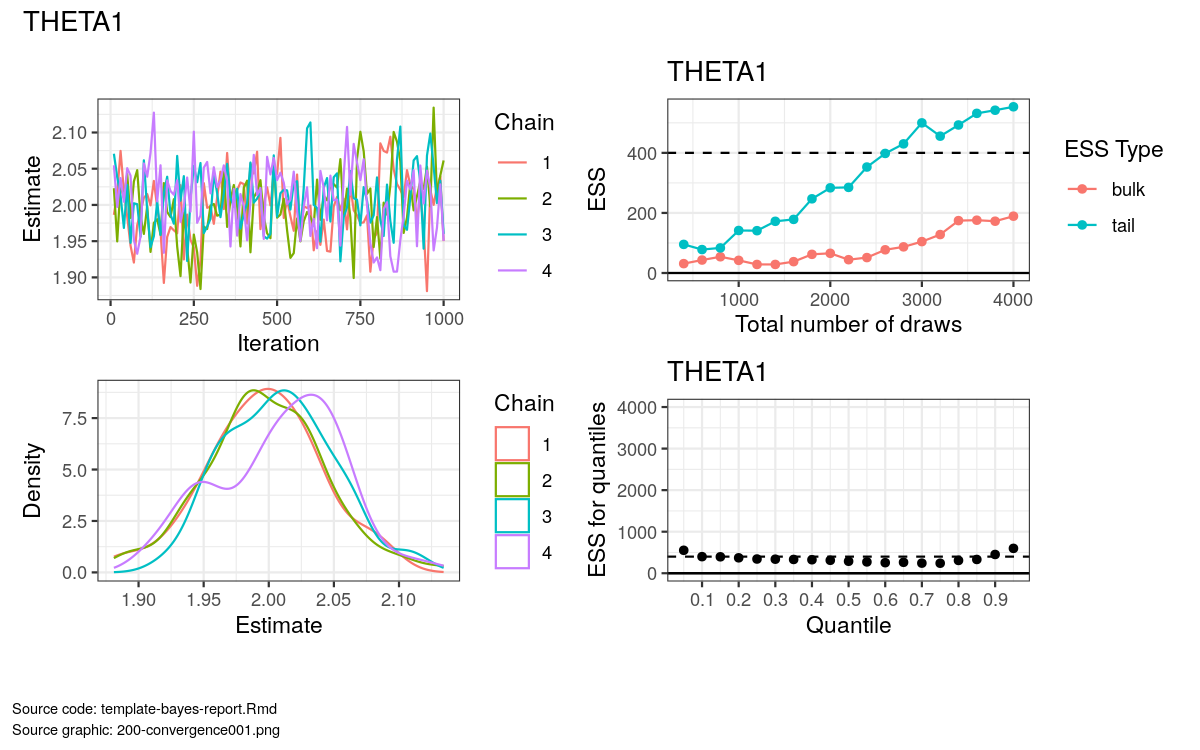 THETA1
2.10
2.05
2.00
1.95
1.90
Estimate
0 250 500 750 1000
Iteration
Chain
1
2
3
4
7.5
5.0
2.5
0.0
Density
1.90 1.95 2.00 2.05 2.10
Estimate
Chain
1
2
3
4
THETA1
400
200
0
ESS
1000 2000 3000 4000
Total number of draws
ESS Type
bulk
tail
THETA1
4000
3000
2000
1000
0
ESS for quantiles
0.1 0.2 0.3 0.4 0.5 0.6 0.7 0.8 0.9
Quantile
Source code: template-bayes-report.Rmd
Source graphic: 200-convergence001.png